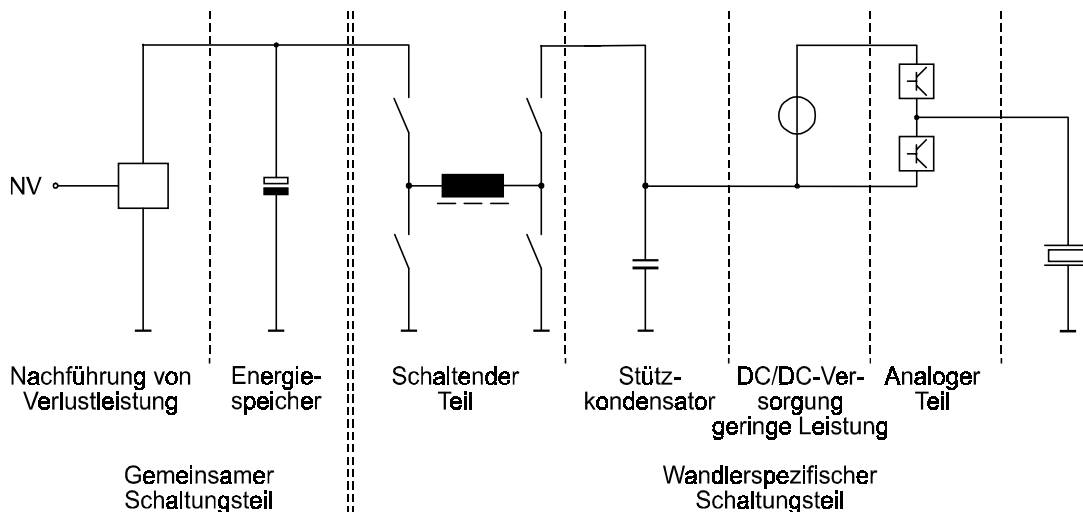 NV
Nachführung von
Verlustleistung
Energie-
speicher
Schaltender
Teil
Stütz-
kondensator
DC/DC-Ver-
sorgung
geringe Leistung
Analoger
Teil
Gemeinsamer
Schaltungsteil
Wandlerspezifischer
Schaltungsteil